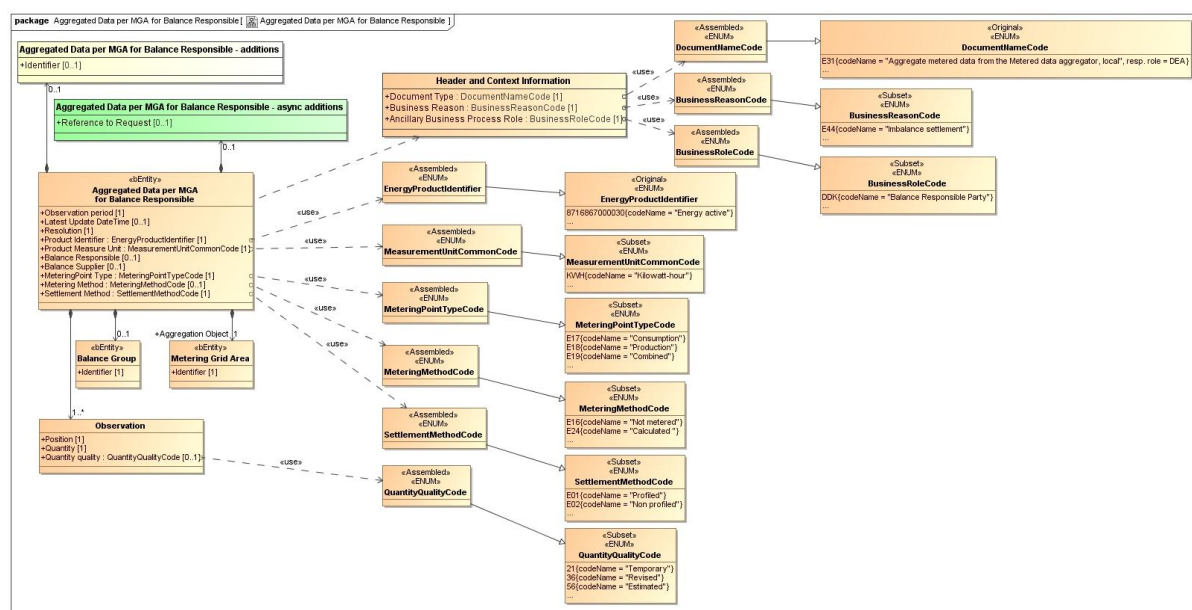 package Aggregated Data per MGA for Balance Responsible [ Aggregated Data per MGA for Balance Responsible ]
Aggregated Data per MGA for Balance Responsible - additions
+Identifier [0..1]
0..1
Aggregated Data per MGA for Balance Responsible - async additions
+Reference to Request [0..1]
0..1
«bEntity»
Aggregated Data per MGA
for Balance Responsible
+Observation period [1]
+Latest Update DateTime [0..1]
+Resolution [1]
+Product Identifier : EnergyProductIdentifier [1]
+Product Measure Unit : MeasurementUnitCommonCode [1]
+Balance Responsible [0..1]
+Balance Supplier [0..1]
+MeteringPoint Type : MeteringPointTypeCode [1]
+Metering Method : MeteringMethodCode [0..1]
+Settlement Method : SettlementMethodCode [1]
0..1
+Aggregation Object
1
«bEntity»
Balance Group
+Identifier [1]
«bEntity»
Metering Grid Area
+Identifier [1]
1..*
Observation
+Position [1]
+Quantity [1]
+Quantity quality : QuantityQualityCode [0..1]
Header and Context Information
+Document Type : DocumentNameCode [1]
+Business Reason : BusinessReasonCode [1]
+Ancillary Business Process Role : BusinessRoleCode [1]
«use»
«use»
«use»
«Assembled»
«ENUM»
DocumentNameCode
«Original»
«ENUM»
DocumentNameCode
E31{codeName = "Aggregate metered data from the Metered data aggregator, local", resp. role = DEA}
...
«Assembled»
«ENUM»
BusinessReasonCode
«Subset»
«ENUM»
BusinessReasonCode
E44{codeName = "Imbalance settlement"}
...
«Assembled»
«ENUM»
BusinessRoleCode
«Subset»
«ENUM»
BusinessRoleCode
DDK{codeName = "Balance Responsible Party"}
...
«use»
«Assembled»
«ENUM»
EnergyProductIdentifier
«Original»
«ENUM»
EnergyProductIdentifier
8716867000030{codeName = "Energy active"}
...
«use»
«Assembled»
«ENUM»
MeasurementUnitCommonCode
«Subset»
«ENUM»
MeasurementUnitCommonCode
KWH{codeName = "Kilowatt-hour"}
...
«use»
«Assembled»
«ENUM»
MeteringPointTypeCode
«Subset»
«ENUM»
MeteringPointTypeCode
E17{codeName = "Consumption"}
E18{codeName = "Production"}
E19{codeName = "Combined"}
...
«use»
«Assembled»
«ENUM»
MeteringMethodCode
«Subset»
«ENUM»
MeteringMethodCode
E16{codeName = "Not metered"}
E24{codeName = "Calculated "}
...
«use»
«Assembled»
«ENUM»
SettlementMethodCode
«Subset»
«ENUM»
SettlementMethodCode
E01{codeName = "Profiled"}
E02{codeName = "Non profiled"}
...
«use»
«Assembled»
«ENUM»
QuantityQualityCode
«Subset»
«ENUM»
QuantityQualityCode
21{codeName = "Temporary"}
36{codeName = "Revised"}
56{codeName = "Estimated"}
...